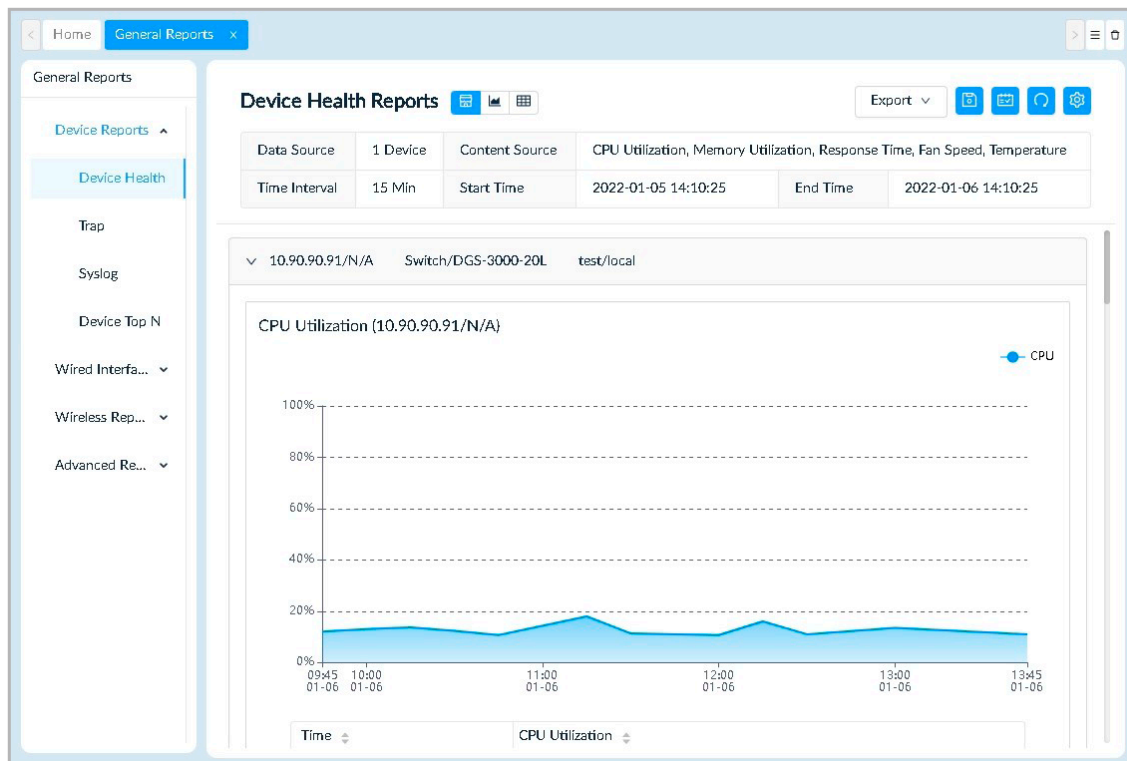 Home General Reports ×
General Reports
Device Reports
Device Health
Trap
Syslog
Device Top N
Wired Interfa...
Wireless Rep...
Advanced Re...
Device Health Reports Export
Data Source 1 Device Content Source CPU Utilization, Memory Utilization, Response Time, Fan Speed, Temperature
Time Interval 15 Min Start Time 2022-01-05 14:10:25 End Time 2022-01-06 14:10:25
10.90.90.91/N/A Switch/DGS-3000-20L test/local
CPU Utilization (10.90.90.91/N/A)
CPU
100%
80%
60%
40%
20%
0%
09:45 10:00 11:00 12:00 13:00 13:45
01-06 01-06 01-06 01-06 01-06 01-06
Time CPU Utilization